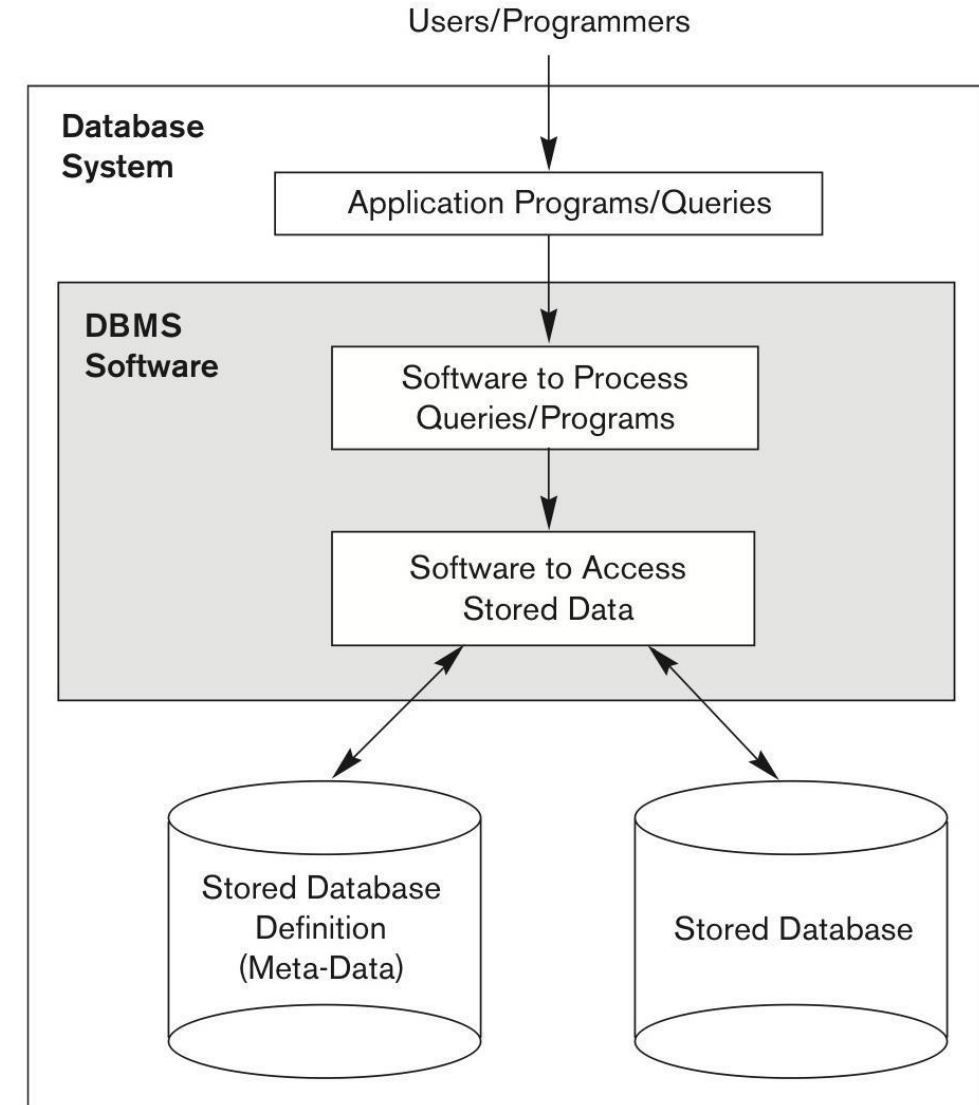 Users/Programmers
Database
System
Application Programs/Queries
DBMS
Software
Software to Process
Queries/Programs
Software to Access
Stored Data
Stored Database
Definition
(Meta-Data)
Stored Database